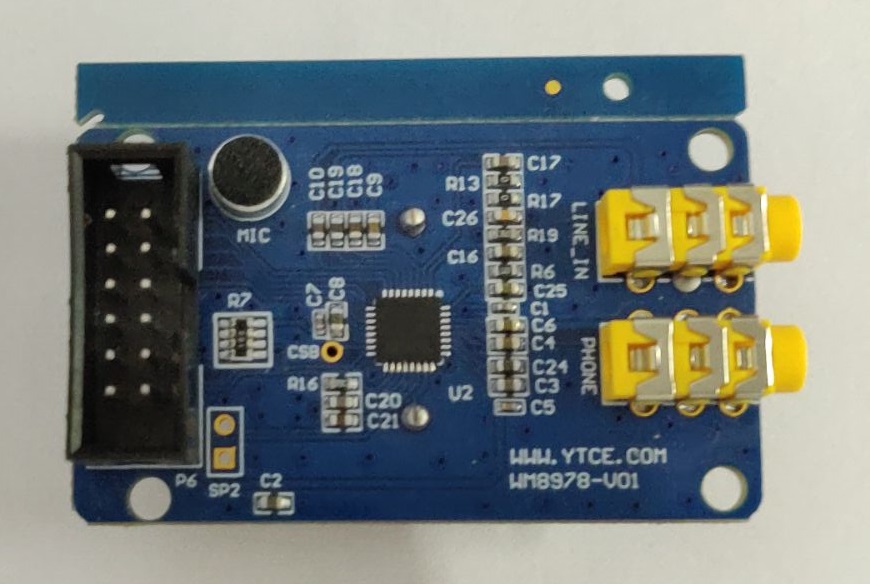 MIC
C10
C19
C18
C9
C17
R13
R17
C26
R19
C16
R6
C25
C1
C6
C4
C24
C3
C5
LINE_IN
PHONE
R7
C7
C8
CSB
R16
C20
C21
U2
P6
SP2
C2
WWW.YTCE.COM
WM8978-V01